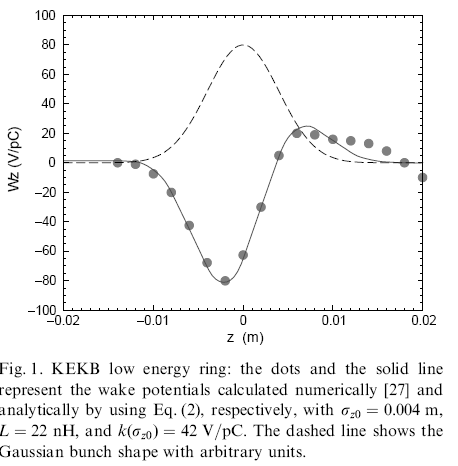 100
80
60
40
20
0
−20
−40
−60
−80
−100
Wz (V/pC)
−0.02
−0.01
0
0.01
0.02
z (m)
Fig. 1. KEKB low energy ring: the dots and the solid line
represent the wake potentials calculated numerically [27] and
analytically by using Eq. (2), respectively, with σz0 = 0.004 m,
L = 22 nH, and k(σz0) = 42 V/pC. The dashed line shows the
Gaussian bunch shape with arbitrary units.